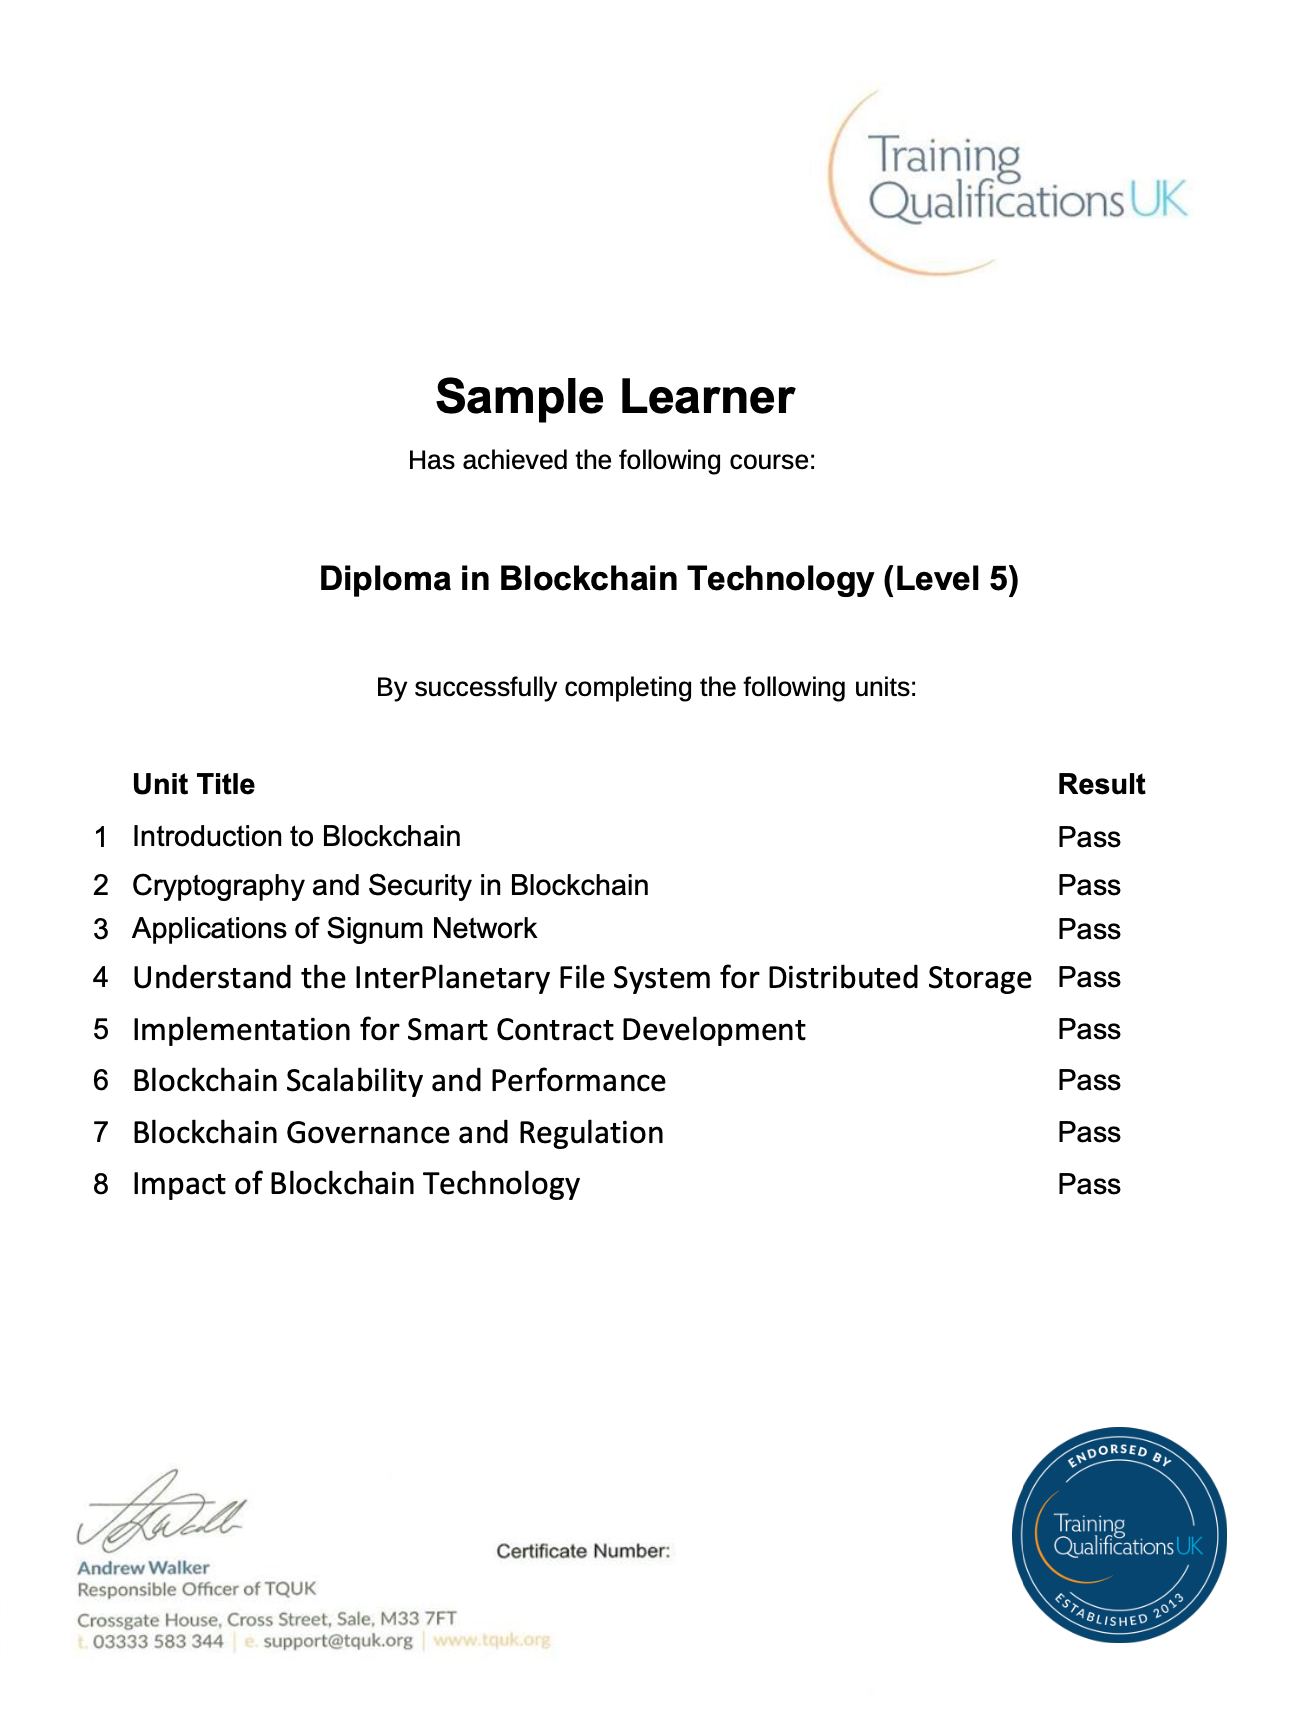 Training
Qualifications UK
Sample Learner
Has achieved the following course:
Diploma in Blockchain Technology (Level 5)
By successfully completing the following units:
Unit Title Result
1 Introduction to Blockchain Pass
2 Cryptography and Security in Blockchain Pass
3 Applications of Signum Network Pass
4 Understand the InterPlanetary File System for Distributed Storage Pass
5 Implementation for Smart Contract Development Pass
6 Blockchain Scalability and Performance Pass
7 Blockchain Governance and Regulation Pass
8 Impact of Blockchain Technology Pass
Andrew Walker
Responsible Officer of TQUK
Crossgate House, Cross Street, Sale, M33 7FT
t. 03333 583 344 | e. support@tquk.org | www.tquk.org
Certificate Number:
ENDORSED BY
Training
Qualifications UK
ESTABLISHED 2013